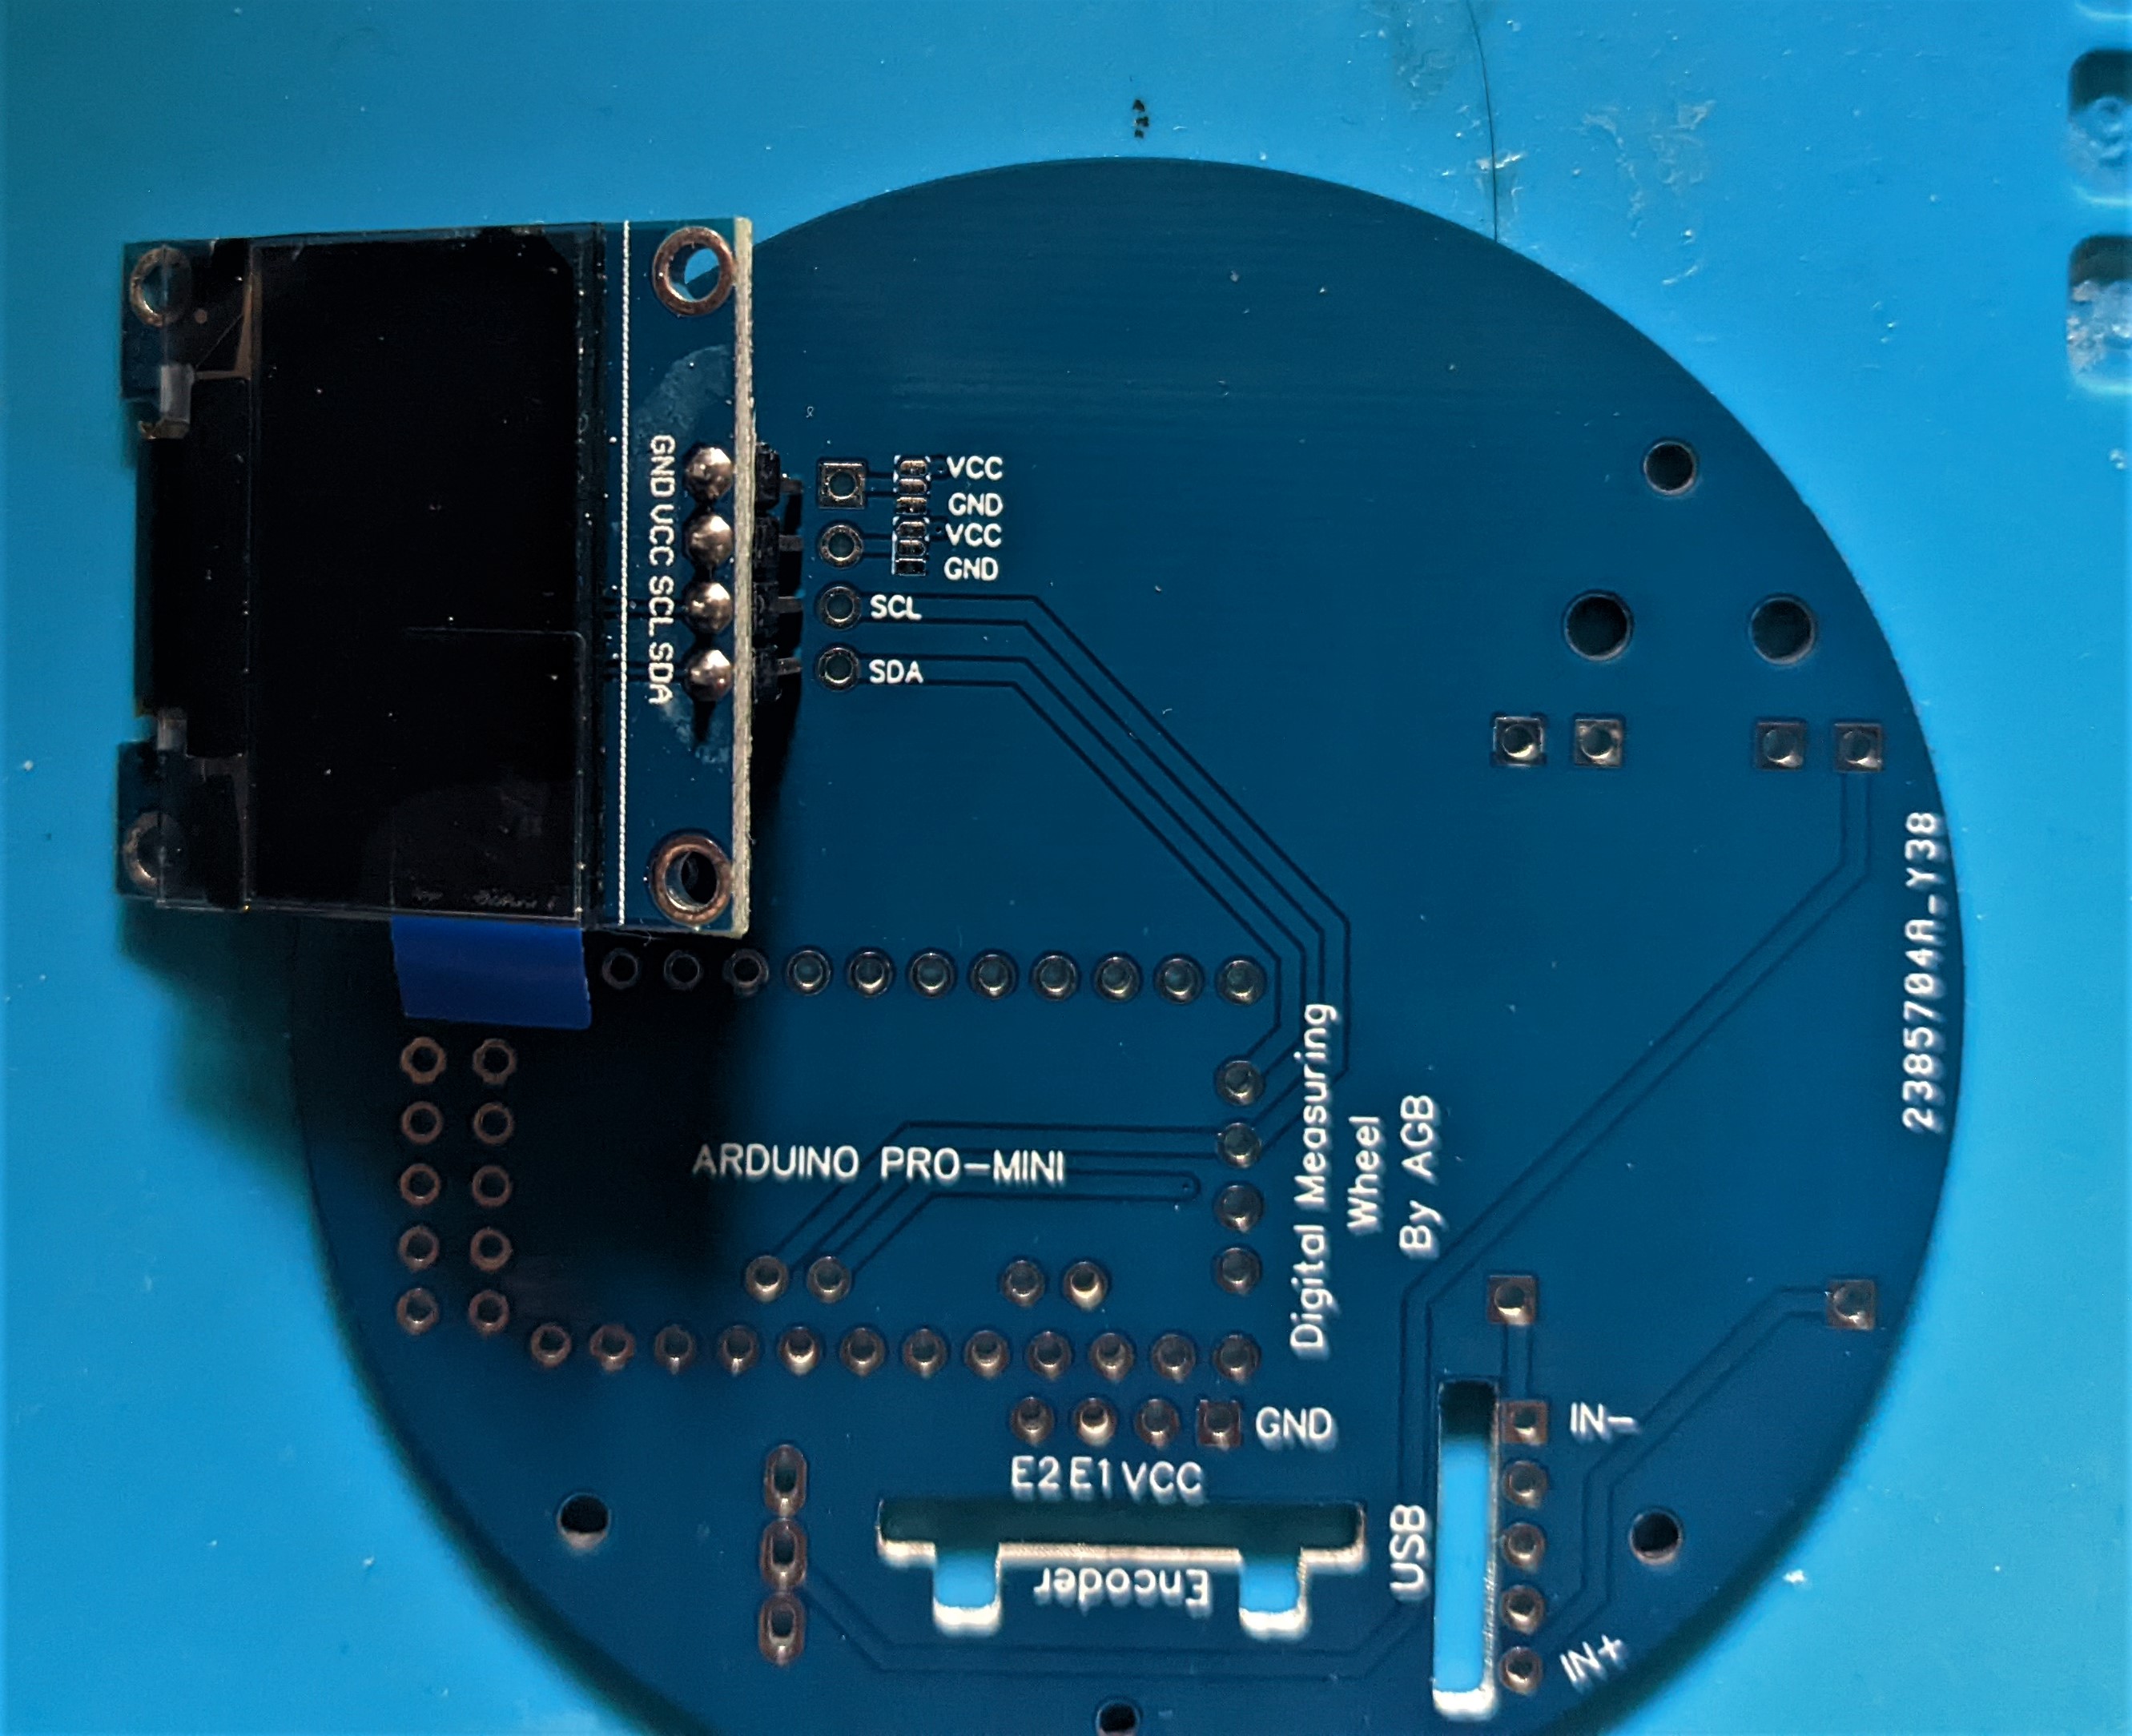 GND VCC SCL SDA
ARDUINO PRO-MINI
SDA
SCL
GND
VCC
GND
VCC
Encoder
E2 E1 VCC
GND
Digital Measuring
Wheel
By AGB
USB
IN+
IN-
2385704A_Y38